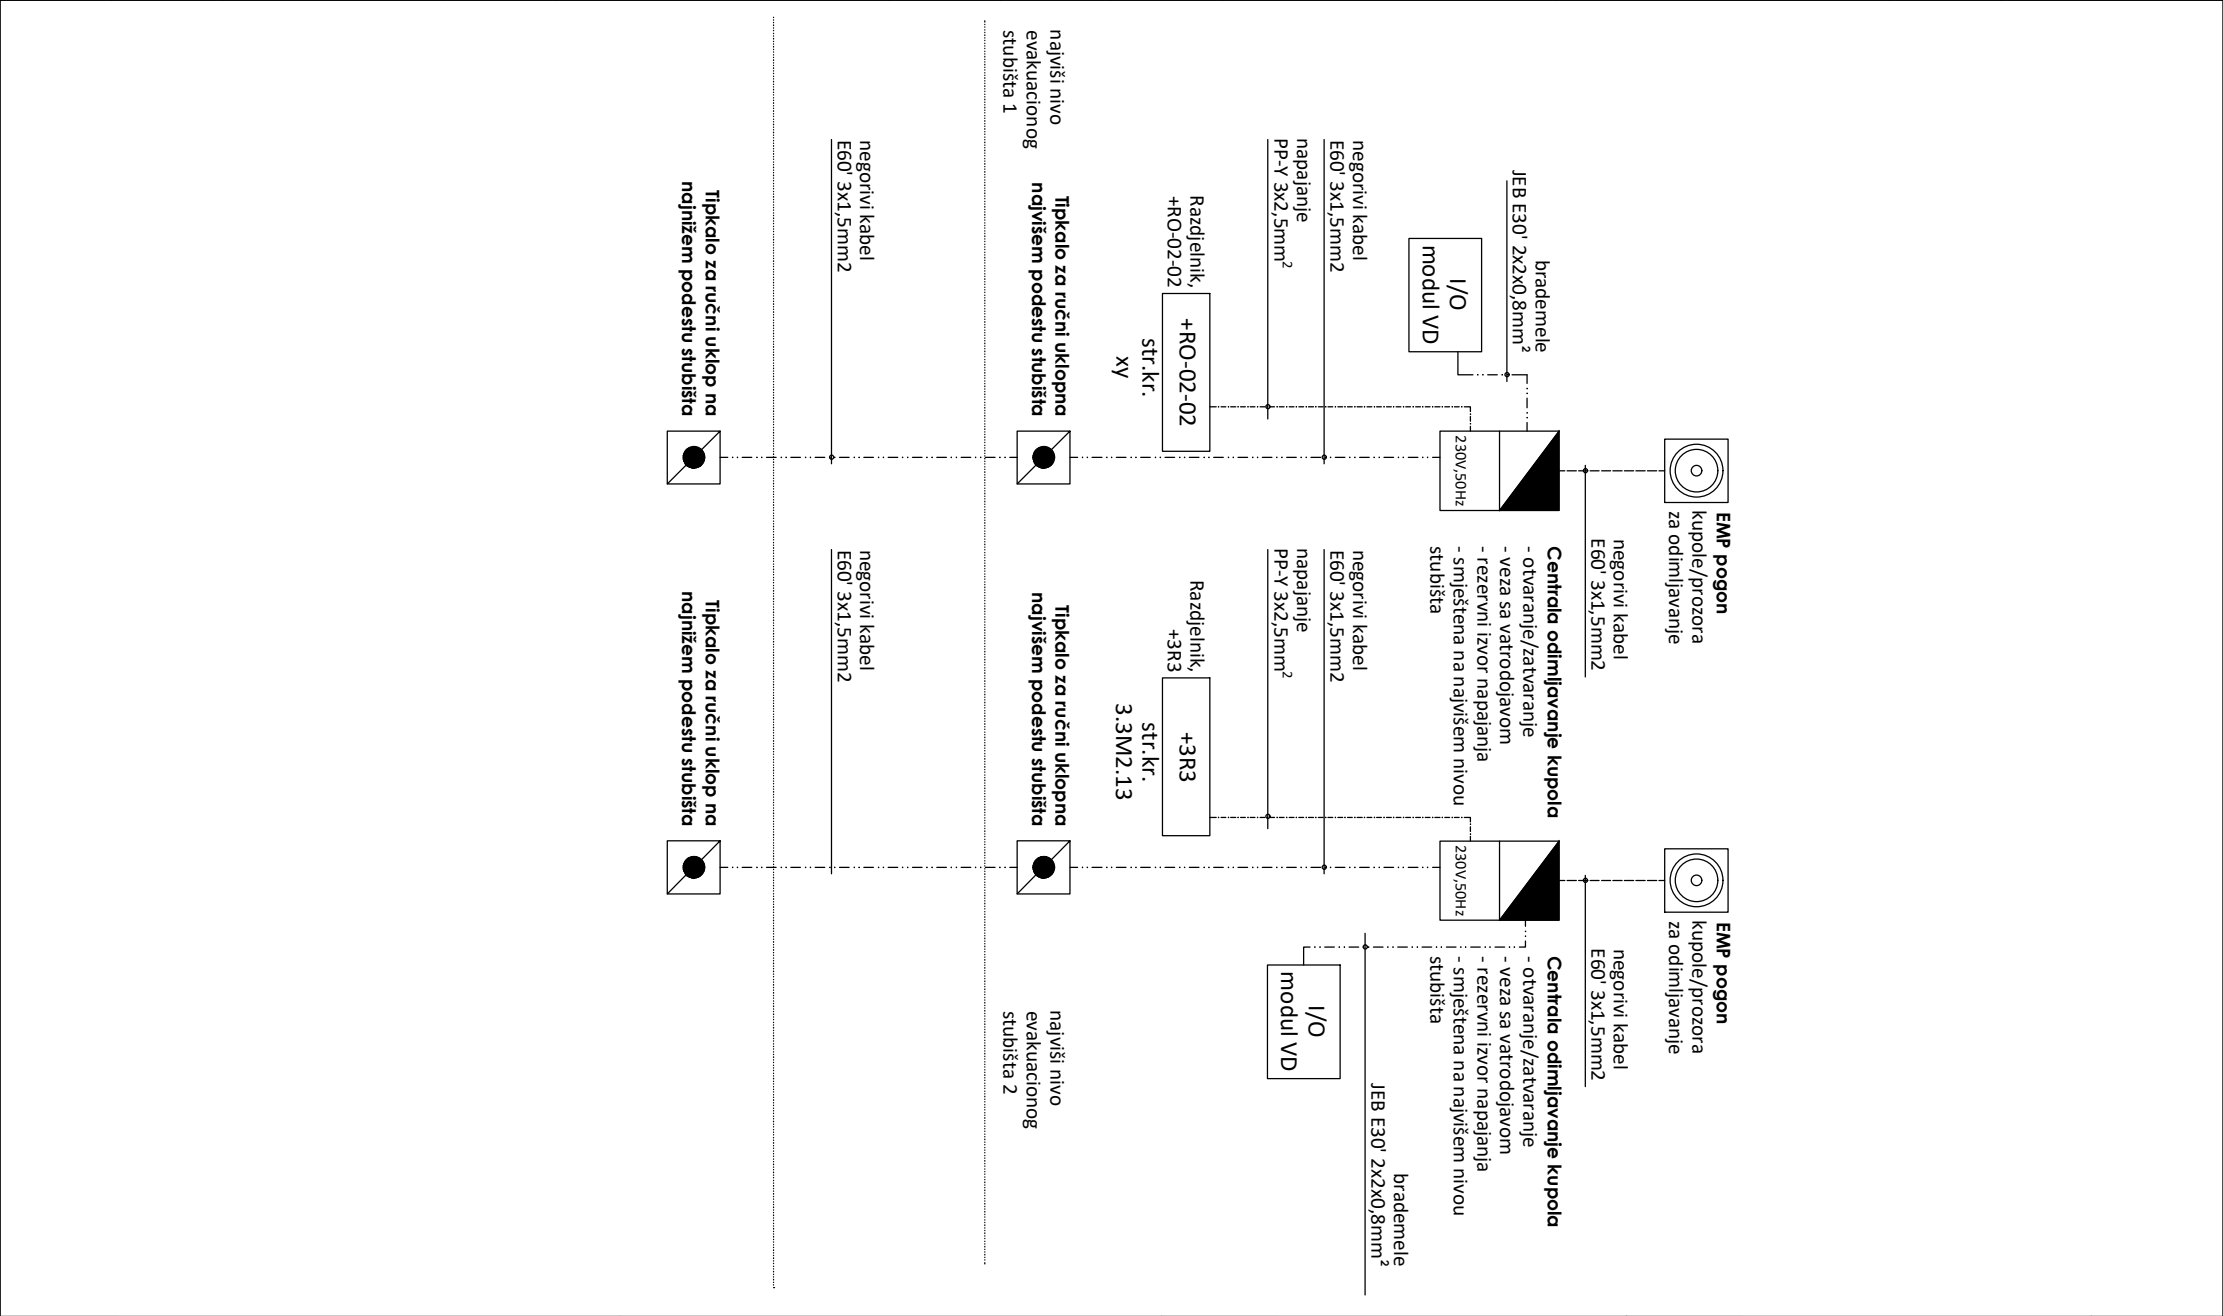 EMP pogon
kupole/prozora
za odimljavanje
negorivi kabel
E60' 3x1,5mm2
brademele
JEB E30' 2x2x0,8mm²
I/O
modul VD
230V,50Hz
Centrala odimljavanje kupola
- otvaranje/zatvaranje
- veza sa vatrodojavom
- rezervni izvor napajanja
- smještena na najvišem nivou
stubišta
negorivi kabel
E60' 3x1,5mm2
napajanje
PP-Y 3x2,5mm²
Razdjelnik,
+RO-02-02
+RO-02-02
str.kr.
xy
najviši nivo
evakuacionog
stubišta 1
Tipkalo za ručni uklopna
najvišem podestu stubišta
negorivi kabel
E60' 3x1,5mm2
Tipkalo za ručni uklop na
najnižem podestu stubišta
EMP pogon
kupole/prozora
za odimljavanje
negorivi kabel
E60' 3x1,5mm2
230V,50Hz
Centrala odimljavanje kupola
- otvaranje/zatvaranje
- veza sa vatrodojavom
- rezervni izvor napajanja
- smještena na najvišem nivou
stubišta
brademele
JEB E30' 2x2x0,8mm²
I/O
modul VD
negorivi kabel
E60' 3x1,5mm2
napajanje
PP-Y 3x2,5mm²
Razdjelnik,
+3R3
+3R3
str.kr.
3.3M2.13
najviši nivo
evakuacionog
stubišta 2
Tipkalo za ručni uklopna
najvišem podestu stubišta
negorivi kabel
E60' 3x1,5mm2
Tipkalo za ručni uklop na
najnižem podestu stubišta